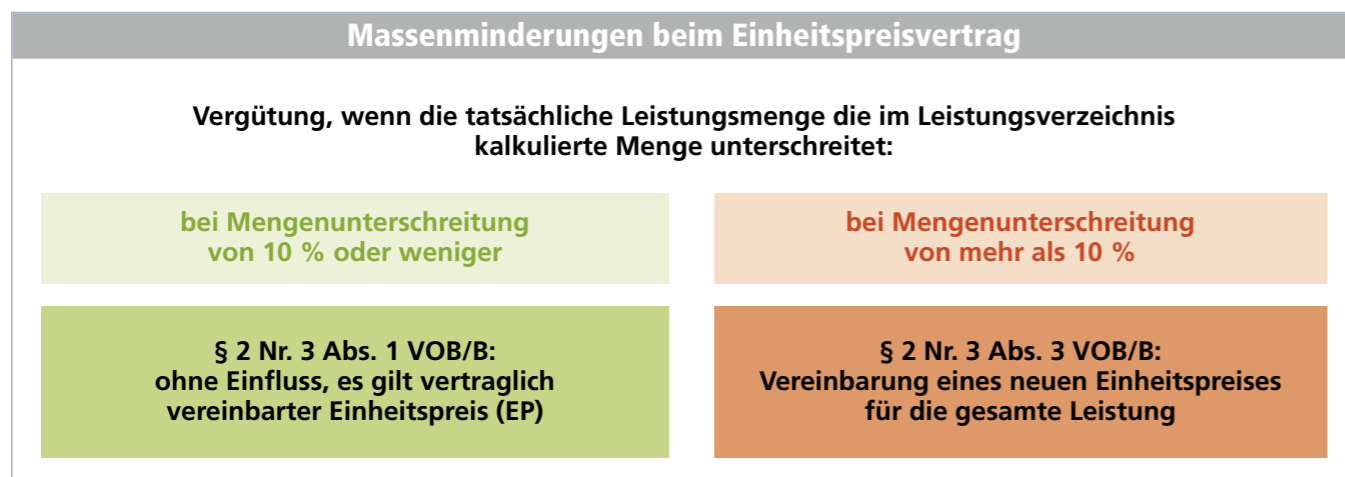 Massenminderungen beim Einheitspreisvertrag
Vergütung, wenn die tatsächliche Leistungsmenge die im Leistungsverzeichnis
kalkulierte Menge unterschreitet:
bei Mengenunterschreitung
von 10 % oder weniger
bei Mengenunterschreitung
von mehr als 10 %
§ 2 Nr. 3 Abs. 1 VOB/B:
ohne Einfluss, es gilt vertraglich
vereinbarter Einheitspreis (EP)
§ 2 Nr. 3 Abs. 3 VOB/B:
Vereinbarung eines neuen Einheitspreises
für die gesamte Leistung